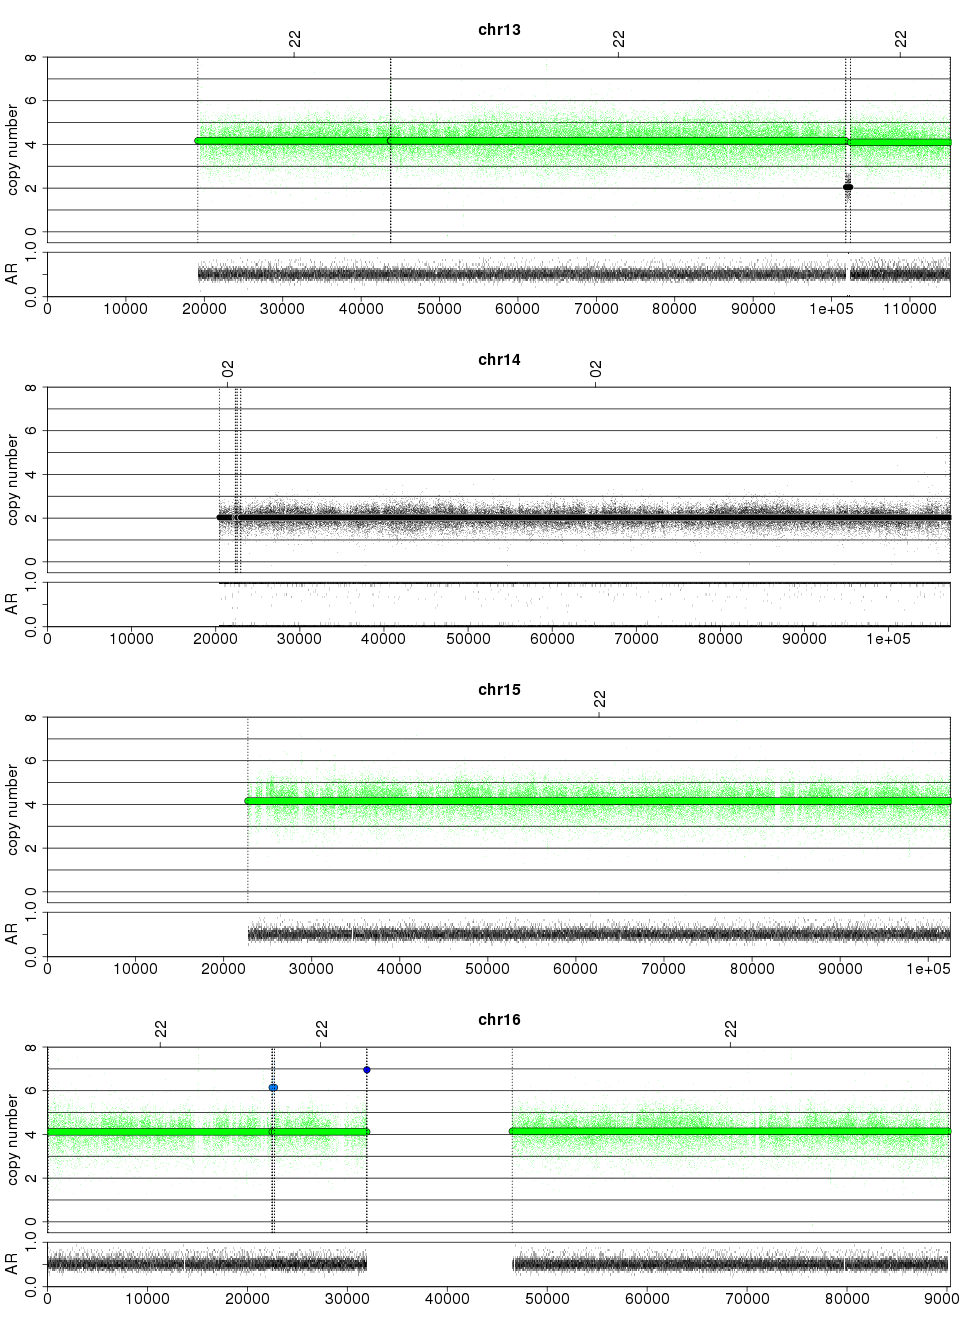 chr13
22 22 22
copy number
0 2 4 6 8
AR
0.0 1.0
0 10000 20000 30000 40000 50000 60000 70000 80000 90000 1e+05 110000
chr14
02 02
copy number
0 2 4 6 8
AR
0.0 1.0
0 10000 20000 30000 40000 50000 60000 70000 80000 90000 1e+05
chr15
22
copy number
0 2 4 6 8
AR
0.0 1.0
0 10000 20000 30000 40000 50000 60000 70000 80000 90000 1e+05
chr16
22 22 22
copy number
0 2 4 6 8
AR
0.0 1.0
0 10000 20000 30000 40000 50000 60000 70000 80000 9000